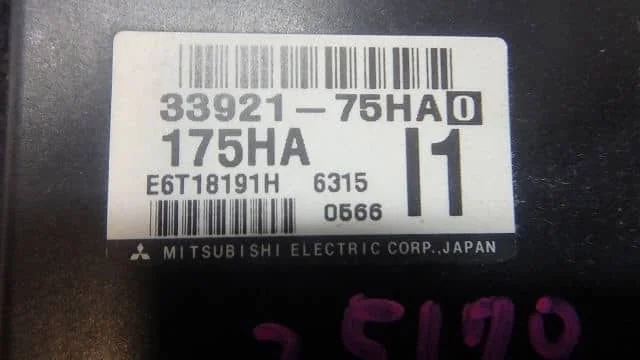 33921-75HA0
175HA I1
E6T18191H 6315
0566
MITSUBISHI ELECTRIC CORP., JAPAN